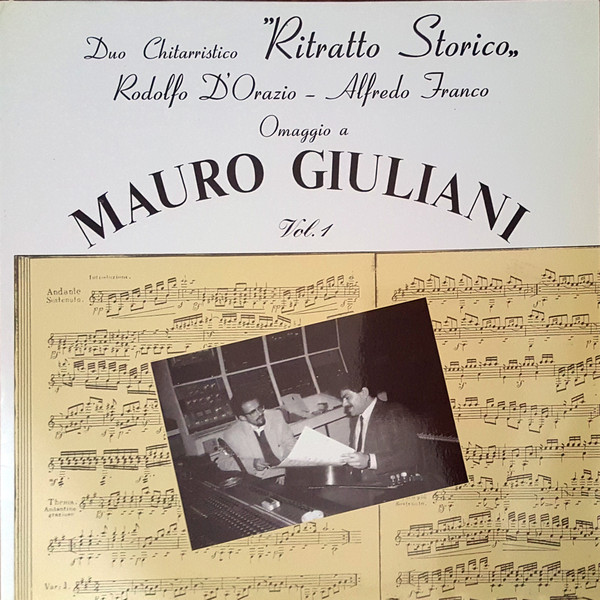 Duo Chitarristico "Ritratto Storico„
Rodolfo D'Orazio - Alfredo Franco
Omaggio a
MAURO GIULIANI
Vol. 1
Introduzione.
Andante
Sostenuto.
Thema.
Andantino
grazioso
Var: 1.